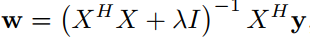 𝐰 = (X^H X + λI)^{−1} X^H 𝐲.